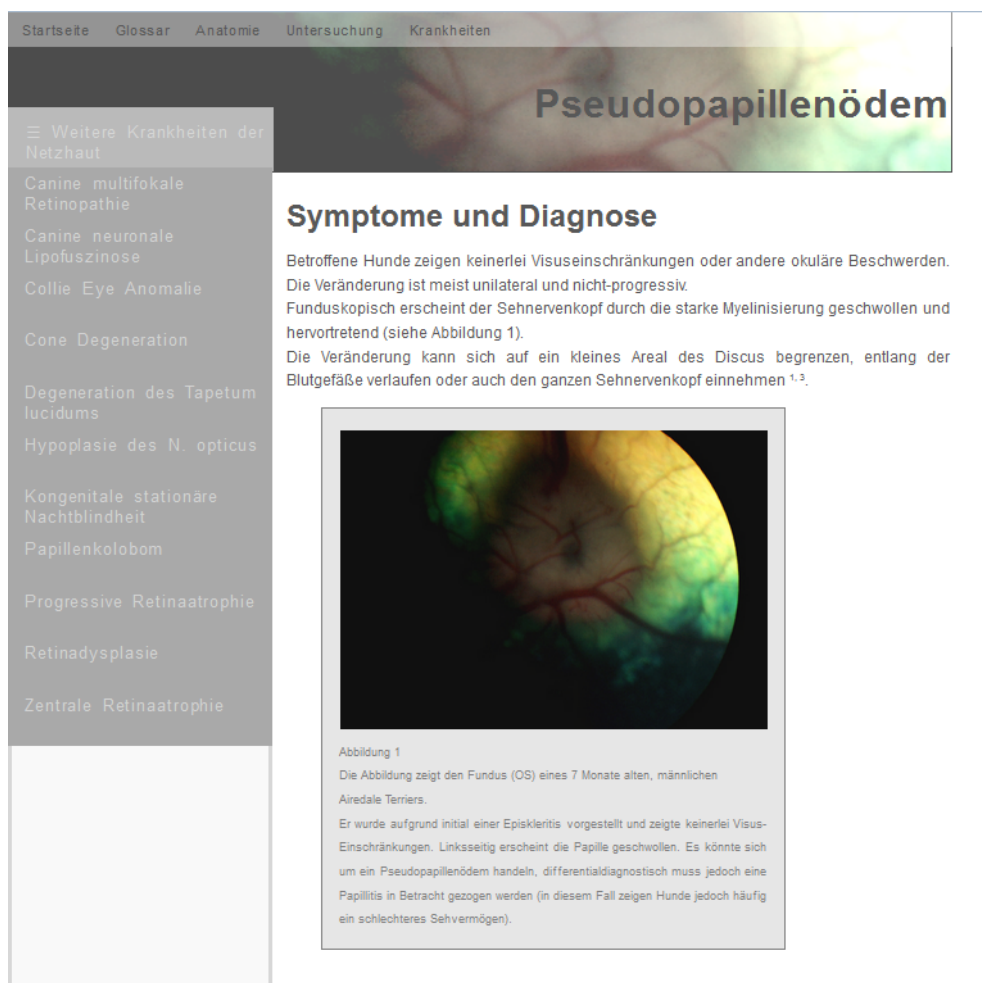 Startseite Glossar Anatomie Untersuchung Krankheiten
Pseudopapillenödem
☰ Weitere Krankheiten der
Netzhaut
Canine multifokale
Retinopathie
Canine neuronale
Lipofuszinose
Collie Eye Anomalie
Cone Degeneration
Degeneration des Tapetum
lucidums
Hypoplasie des N. opticus
Kongenitale stationäre
Nachtblindheit
Papillenkolobom
Progressive Retinaatrophie
Retinadysplasie
Zentrale Retinaatrophie
Symptome und Diagnose
Betroffene Hunde zeigen keinerlei Visuseinschränkungen oder andere okuläre Beschwerden.
Die Veränderung ist meist unilateral und nicht-progressiv.
Funduskopisch erscheint der Sehnervenkopf durch die starke Myelinisierung geschwollen und
hervortretend (siehe Abbildung 1).
Die Veränderung kann sich auf ein kleines Areal des Discus begrenzen, entlang der
Blutgefäße verlaufen oder auch den ganzen Sehnervenkopf einnehmen ¹˒ ³.
Abbildung 1
Die Abbildung zeigt den Fundus (OS) eines 7 Monate alten, männlichen
Airedale Terriers.
Er wurde aufgrund initial einer Episkleritis vorgestellt und zeigte keinerlei Visus-
Einschränkungen. Linksseitig erscheint die Papille geschwollen. Es könnte sich
um ein Pseudopapillenödem handeln, differentialdiagnostisch muss jedoch eine
Papillitis in Betracht gezogen werden (in diesem Fall zeigen Hunde jedoch häufig
ein schlechteres Sehvermögen).